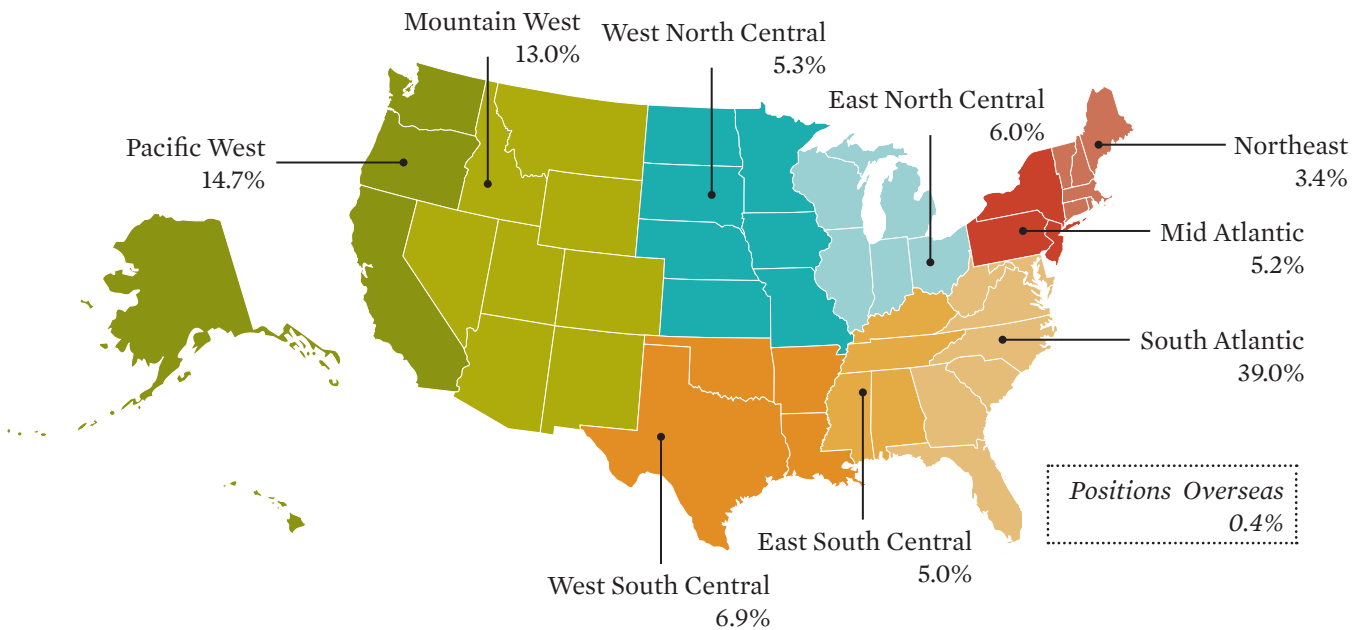 Mountain West
13.0%
West North Central
5.3%
East North Central
6.0%
Pacific West
14.7%
Northeast
3.4%
Mid Atlantic
5.2%
South Atlantic
39.0%
Positions Overseas
0.4%
East South Central
5.0%
West South Central
6.9%